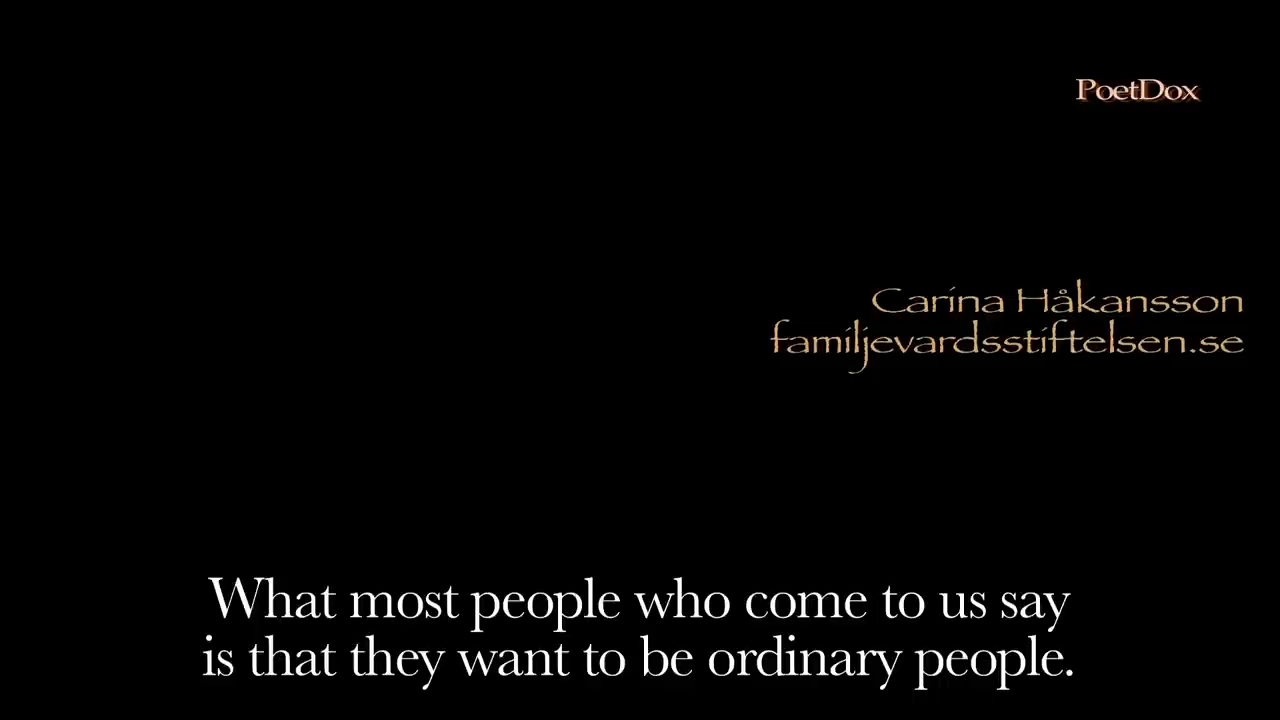 PoetDox
Carina Håkansson
familjevardsstiftelsen.se
What most people who come to us say
is that they want to be ordinary people.